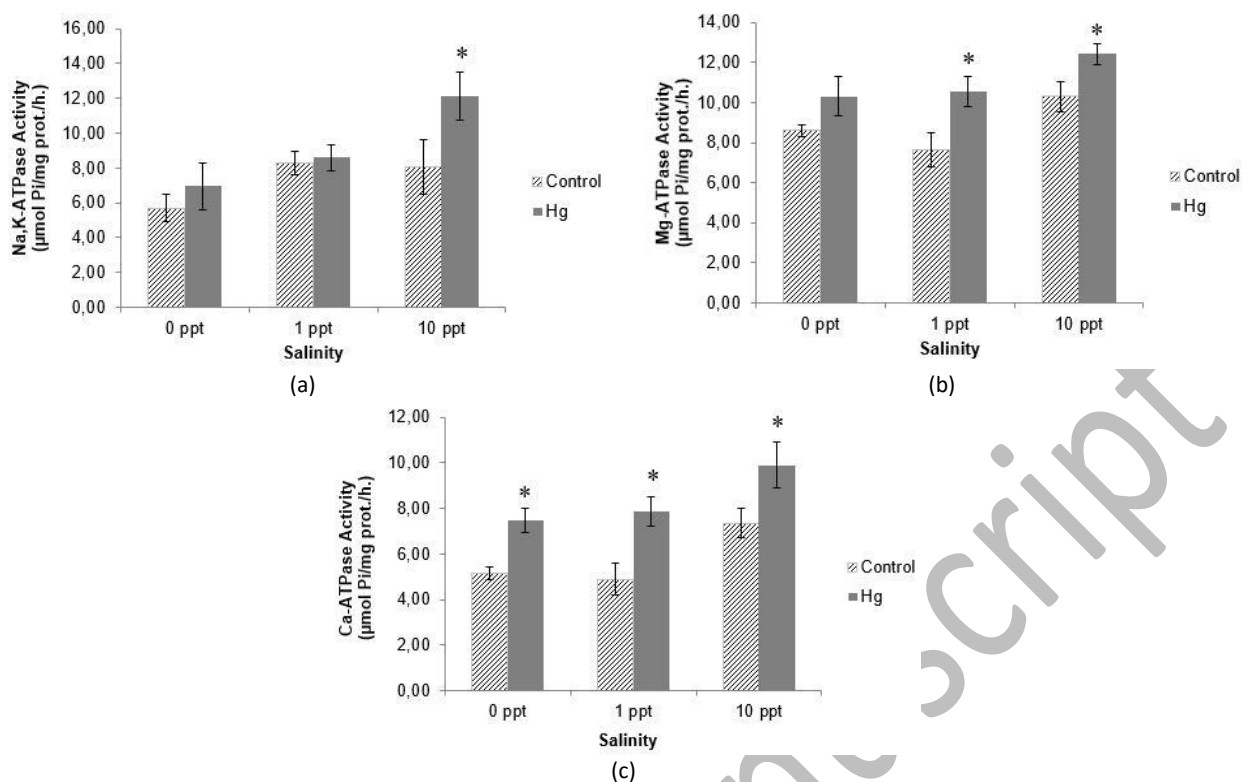 16,00
14,00
12,00
10,00
8,00
6,00
4,00
2,00
0,00
Na,K-ATPase Activity
(µmol Pi/mg prot./h.)
*
0 ppt
1 ppt
10 ppt
Salinity
Control
Hg
(a)
14,00
12,00
10,00
8,00
6,00
4,00
2,00
0,00
Mg-ATPase Activity
(µmol Pi/mg prot./h.)
*
*
0 ppt
1 ppt
10 ppt
Salinity
Control
Hg
(b)
12,00
10,00
8,00
6,00
4,00
2,00
0,00
Ca-ATPase Activity
(µmol Pi/mg prot./h.)
*
*
*
0 ppt
1 ppt
10 ppt
Salinity
Control
Hg
(c)
script